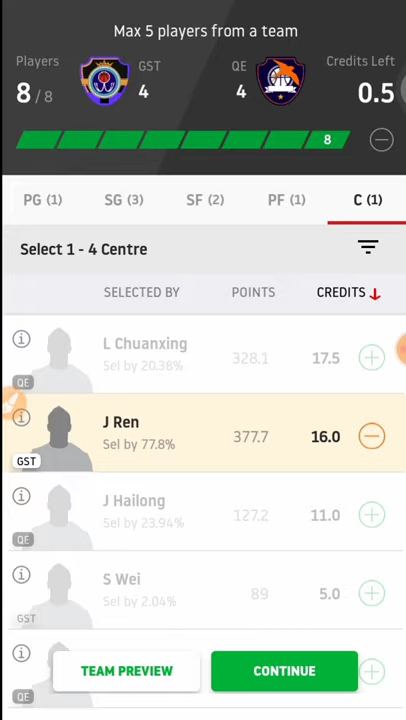 Max 5 players from a team
Players GST QE Credits Left
8 / 8 4 4 0.5
8
PG (1) SG (3) SF (2) PF (1) C (1)
Select 1 - 4 Centre
SELECTED BY POINTS CREDITS
L Chuanxing
Sel by 20.38% 328.1 17.5
QE
J Ren
Sel by 77.8% 377.7 16.0
GST
J Hailong
Sel by 23.94% 127.2 11.0
QE
S Wei
Sel by 2.04% 89 5.0
GST
TEAM PREVIEW CONTINUE
QE